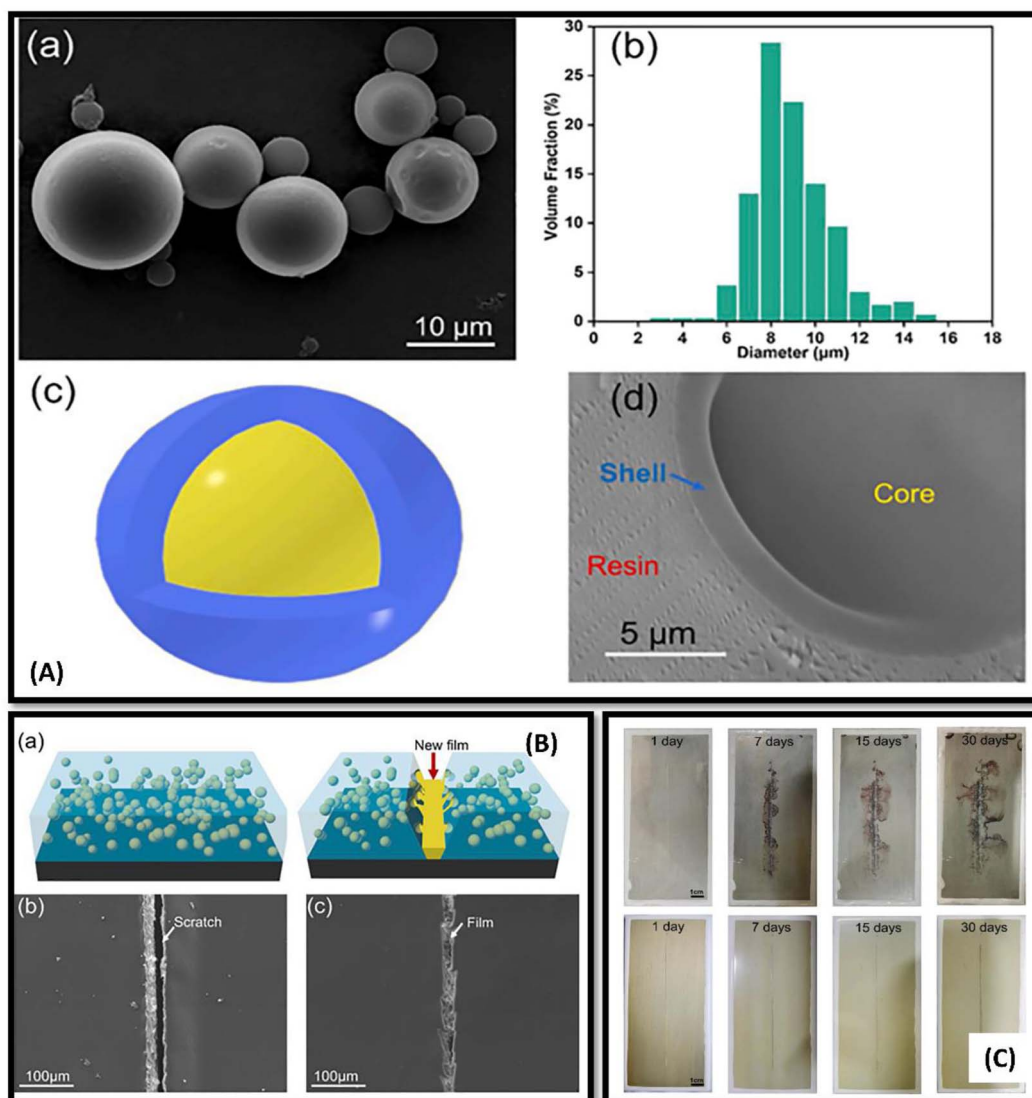 (a)
10 µm
(b)
Volume Fraction (%)
30
25
20
15
10
5
0
0 2 4 6 8 10 12 14 16 18
Diameter (µm)
(c)
(A)
(d)
Shell
Core
Resin
5 µm
(a)
New film
(B)
(b)
Scratch
100µm
(c)
Film
100µm
1 day
7 days
15 days
30 days
1cm
1 day
7 days
15 days
30 days
1cm
(C)